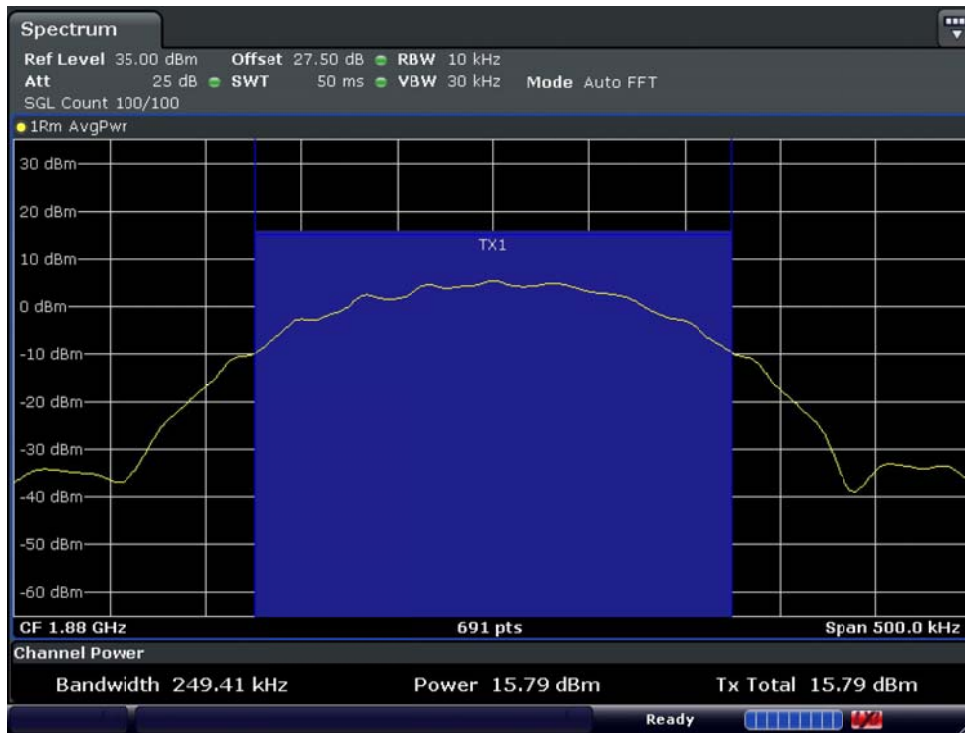 Spectrum
Ref Level 35.00 dBm Offset 27.50 dB RBW 10 kHz
Att 25 dB SWT 50 ms VBW 30 kHz Mode Auto FFT
SGL Count 100/100
1Rm AvgPwr
30 dBm
20 dBm
TX1
10 dBm
0 dBm
-10 dBm
-20 dBm
-30 dBm
-40 dBm
-50 dBm
-60 dBm
CF 1.88 GHz 691 pts Span 500.0 kHz
Channel Power
Bandwidth 249.41 kHz Power 15.79 dBm Tx Total 15.79 dBm
Ready